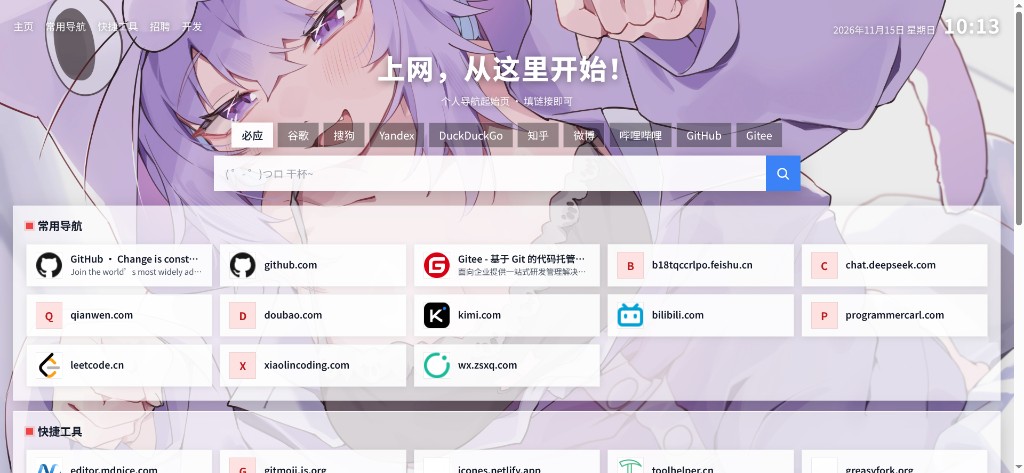 主页 常用导航 快捷工具 招聘 开发
2026年11月15日 星期日 10:13
上网，从这里开始！
个人导航起始页 · 填链接即可
必应 谷歌 搜狗 Yandex DuckDuckGo 知乎 微博 哔哩哔哩 GitHub Gitee
(゜-゜)つロ 干杯~
常用导航
GitHub · Change is const…
Join the world’s most widely ad…
github.com
Gitee - 基于 Git 的代码托管…
面向企业提供一站式研发管理解决…
B b18tqccrlpo.feishu.cn
C chat.deepseek.com
Q qianwen.com
D doubao.com
kimi.com
bilibili.com
P programmercarl.com
leetcode.cn
X xiaolincoding.com
wx.zsxq.com
快捷工具
editor.mdnice.com
G gitmoji.js.org
icones.netlify.app
toolhelper.cn
greasyfork.org